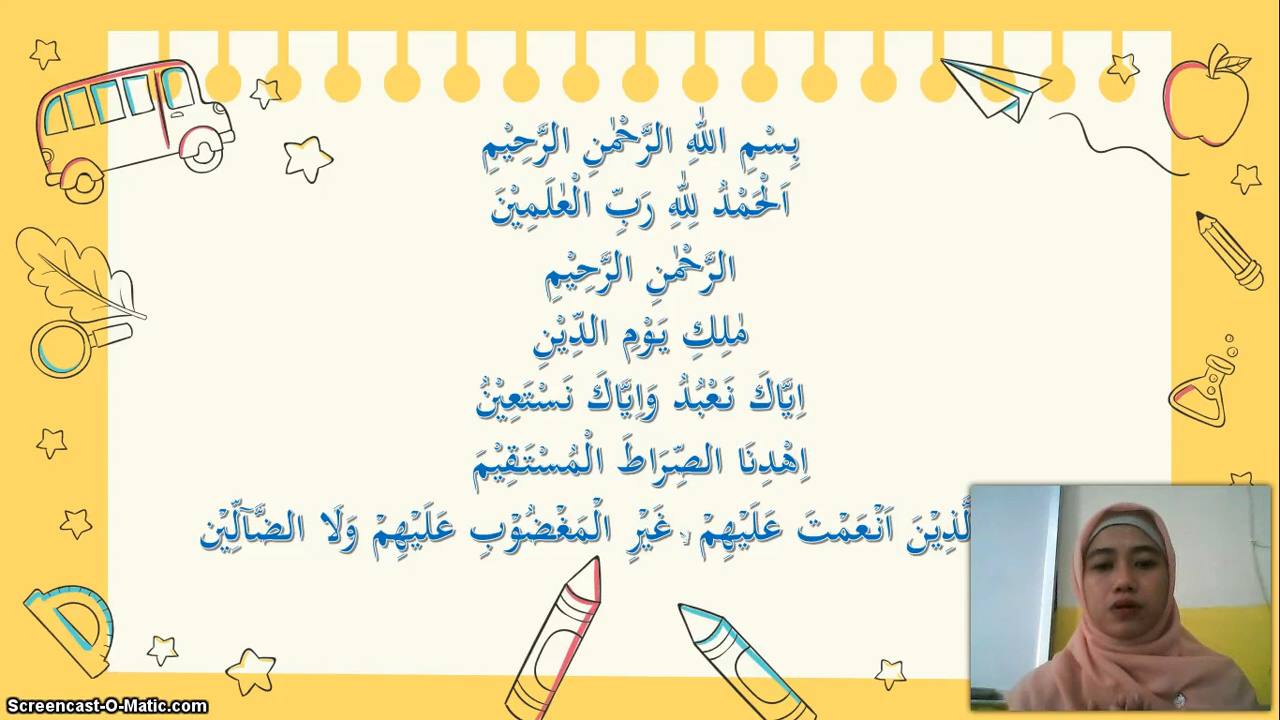 بِسْمِ اللّٰهِ الرَّحْمٰنِ الرَّحِيْمِ
اَلْحَمْدُ لِلّٰهِ رَبِّ الْعٰلَمِيْنَ
الرَّحْمٰنِ الرَّحِيْمِ
مٰلِكِ يَوْمِ الدِّيْنِ
اِيَّاكَ نَعْبُدُ وَاِيَّاكَ نَسْتَعِيْنُ
اِهْدِنَا الصِّرَاطَ الْمُسْتَقِيْمَ
اَنْعَمْتَ عَلَيْهِمْ ۙ غَيْرِ الْمَغْضُوْبِ عَلَيْهِمْ وَلَا الضَّاۤلِّيْن
Screencast-O-Matic.com